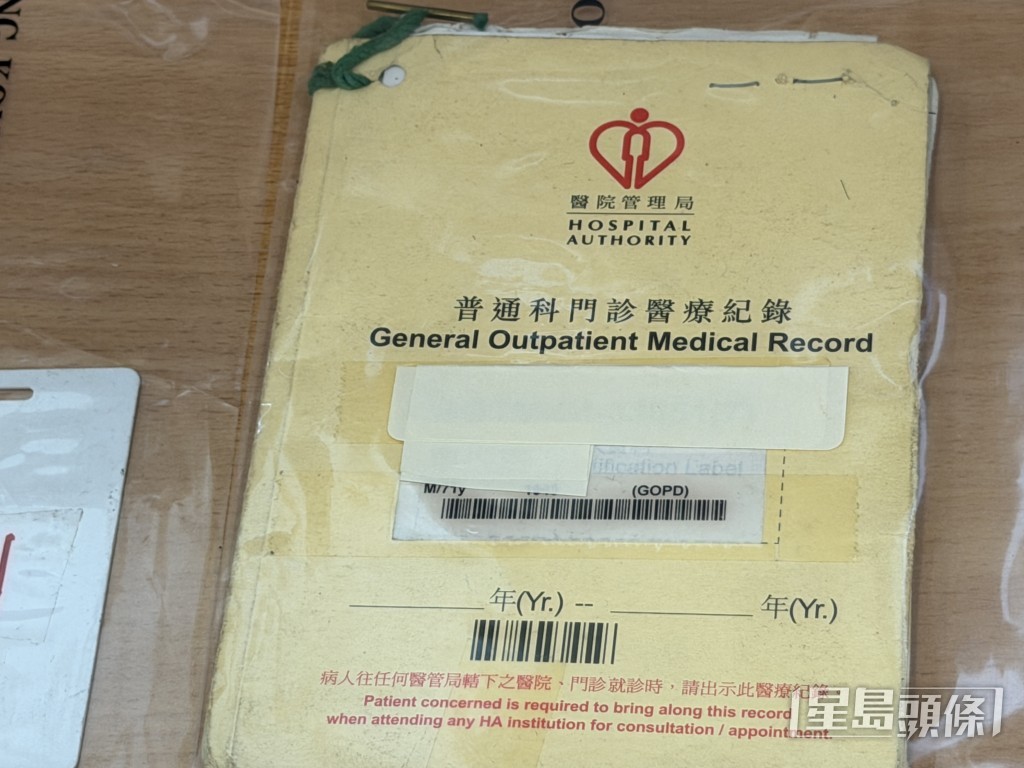 醫院管理局
HOSPITAL
AUTHORITY
普通科門診醫療紀錄
General Outpatient Medical Record
ification Label
M/71y
(GOPD)
年(Yr.) -- 年(Yr.)
病人往任何醫管局轄下之醫院、門診就診時，請出示此醫療紀錄
Patient concerned is required to bring along this record
when attending any HA institution for consultation / appointment.
星島頭條